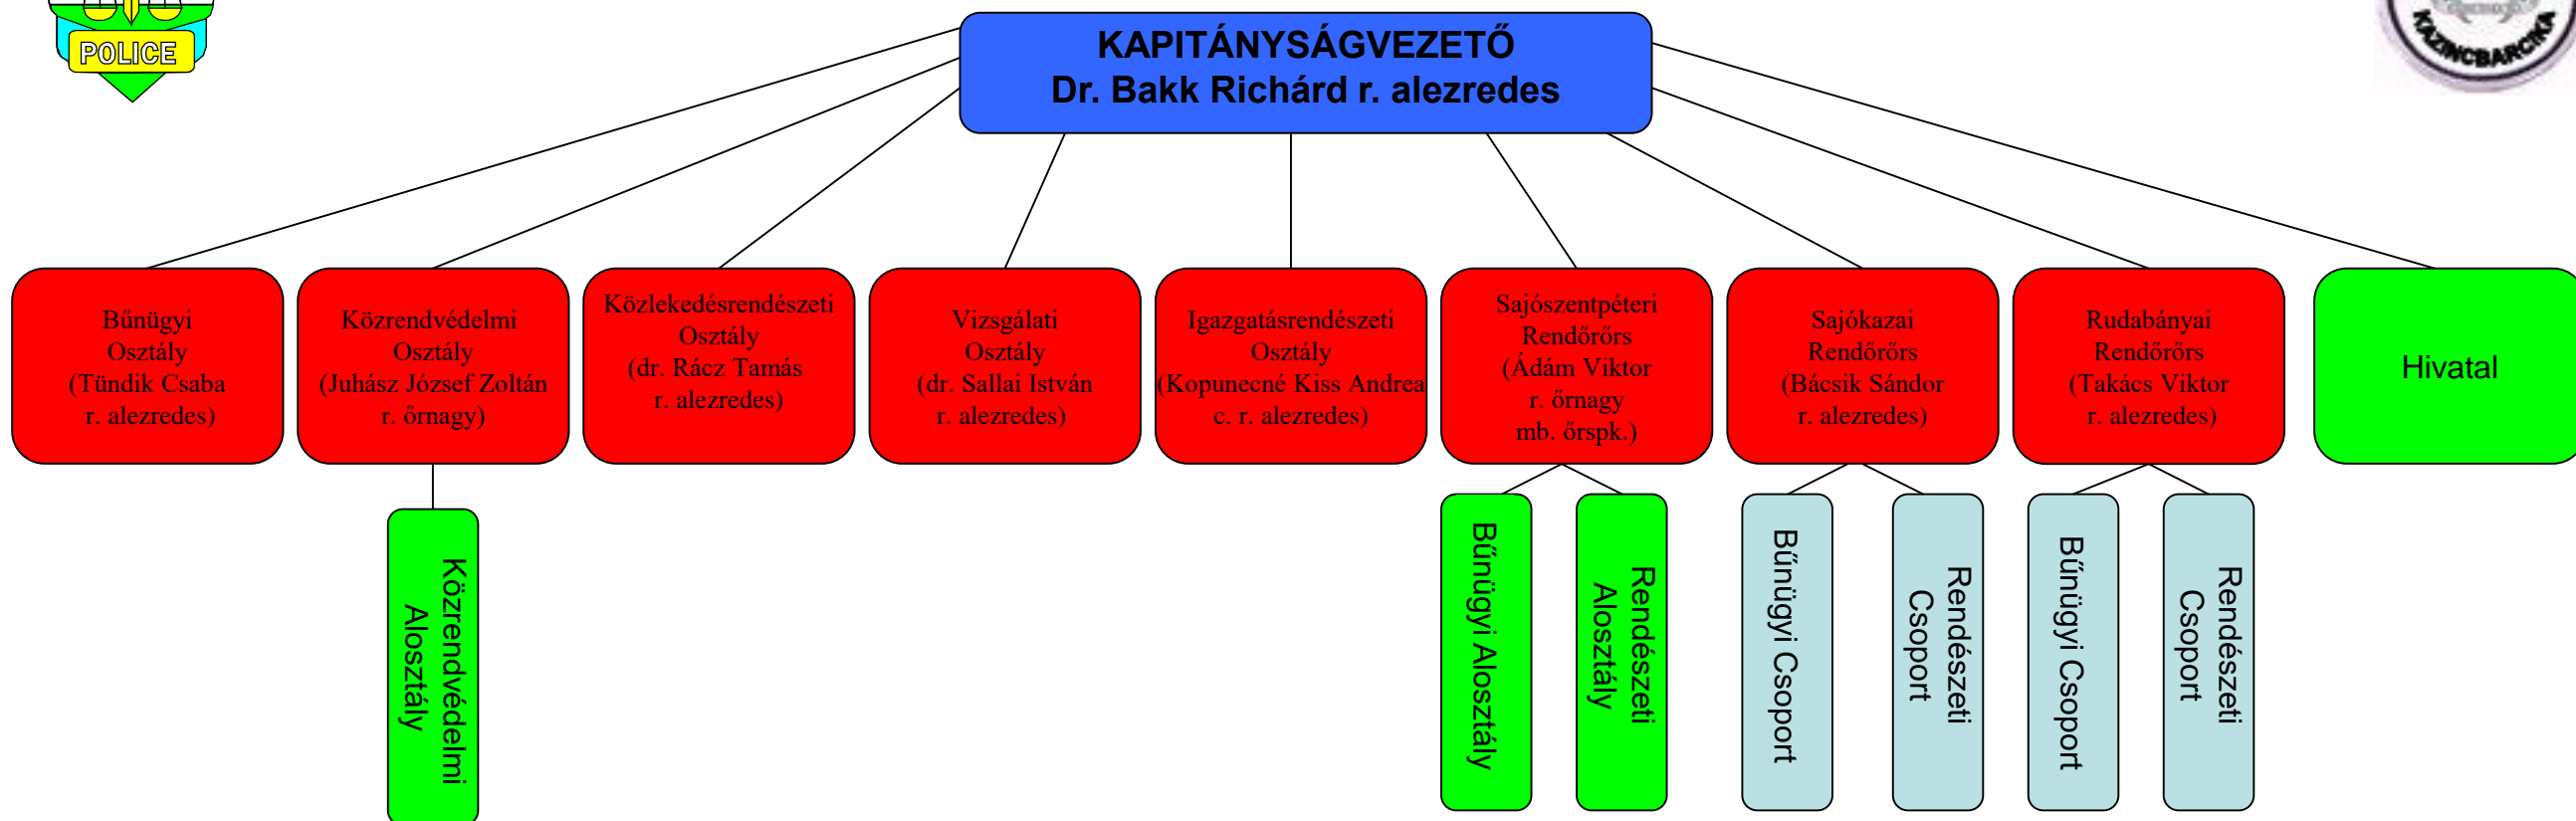 POLICE
KAZINCBARCIKA
KAPITÁNYSÁGVEZETŐ
Dr. Bakk Richárd r. alezredes
Bűnügyi
Osztály
(Tündik Csaba
r. alezredes)
Közrendvédelmi
Osztály
(Juhász József Zoltán
r. őrnagy)
Közlekedésrendészeti
Osztály
(dr. Rácz Tamás
r. alezredes)
Vizsgálati
Osztály
(dr. Sallai István
r. alezredes)
Igazgatásrendészeti
Osztály
(Kopunecné Kiss Andrea
c. r. alezredes)
Sajószentpéteri
Rendőrőrs
(Ádám Viktor
r. őrnagy
mb. őrspk.)
Sajókazai
Rendőrőrs
(Bácsik Sándor
r. alezredes)
Rudabányai
Rendőrőrs
(Takács Viktor
r. alezredes)
Hivatal
Közrendvédelmi
Alosztály
Bűnügyi Alosztály
Rendészeti
Alosztály
Bűnügyi Csoport
Rendészeti
Csoport
Bűnügyi Csoport
Rendészeti
Csoport